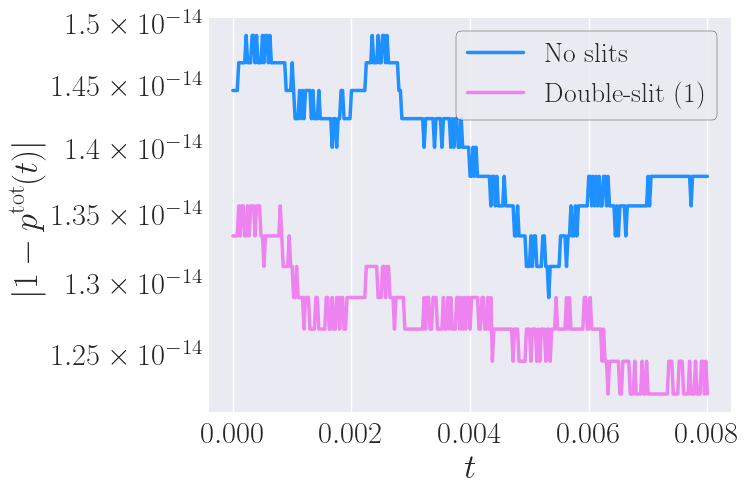 1.5 × 10⁻¹⁴
1.45 × 10⁻¹⁴
1.4 × 10⁻¹⁴
1.35 × 10⁻¹⁴
1.3 × 10⁻¹⁴
1.25 × 10⁻¹⁴
|1 − pᵗᵒᵗ(t)|
No slits
Double-slit (1)
0.000 0.002 0.004 0.006 0.008
t